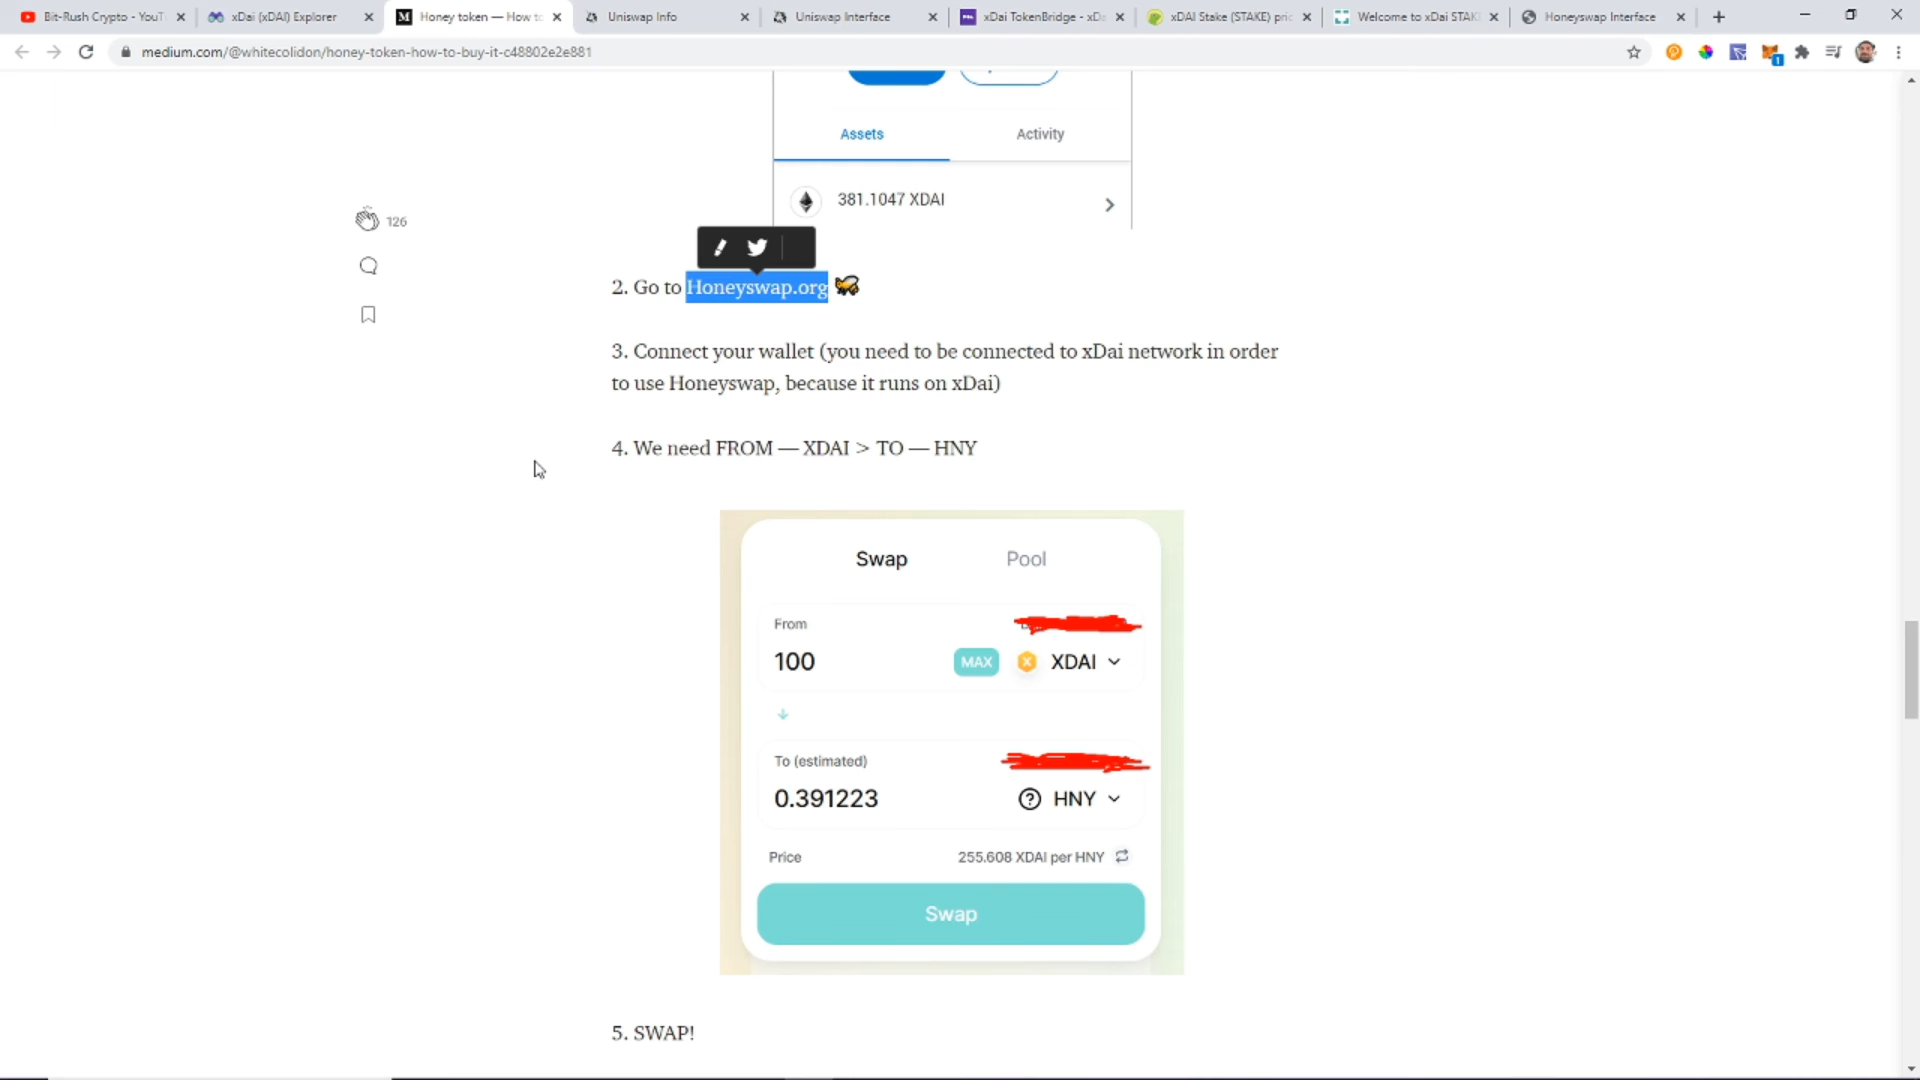 Bit-Rush Crypto - YouT
xDai (xDAI) Explorer
Honey token — How to
Uniswap Info
Uniswap Interface
xDai TokenBridge - xDa
xDAI Stake (STAKE) pric
Welcome to xDai STAK
Honeyswap Interface
medium.com/@whitecolidon/honey-token-how-to-buy-it-c48802e2e881
1
Assets
Activity
381.1047 XDAI
126
2. Go to Honeyswap.org
3. Connect your wallet (you need to be connected to xDai network in order
to use Honeyswap, because it runs on xDai)
4. We need FROM — XDAI > TO — HNY
Swap
Pool
From
100
MAX
XDAI
To (estimated)
0.391223
HNY
Price
255.608 XDAI per HNY
Swap
5. SWAP!